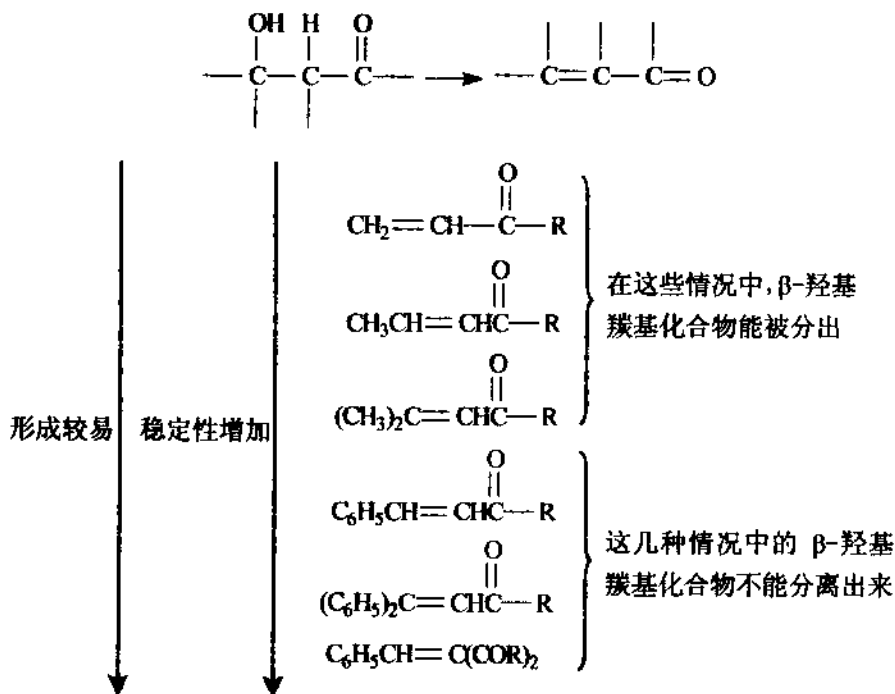 OH H O
—C—C—C— → —C=C—C=O
O
CH₂=CH—C—R
O
CH₃CH=CHC—R
O
(CH₃)₂C=CHC—R
在这些情况中,β-羟基
羰基化合物能被分出
形成较易 稳定性增加
O
C₆H₅CH=CHC—R
O
(C₆H₅)₂C=CHC—R
C₆H₅CH=C(COR)₂
这几种情况中的 β-羟基
羰基化合物不能分离出来